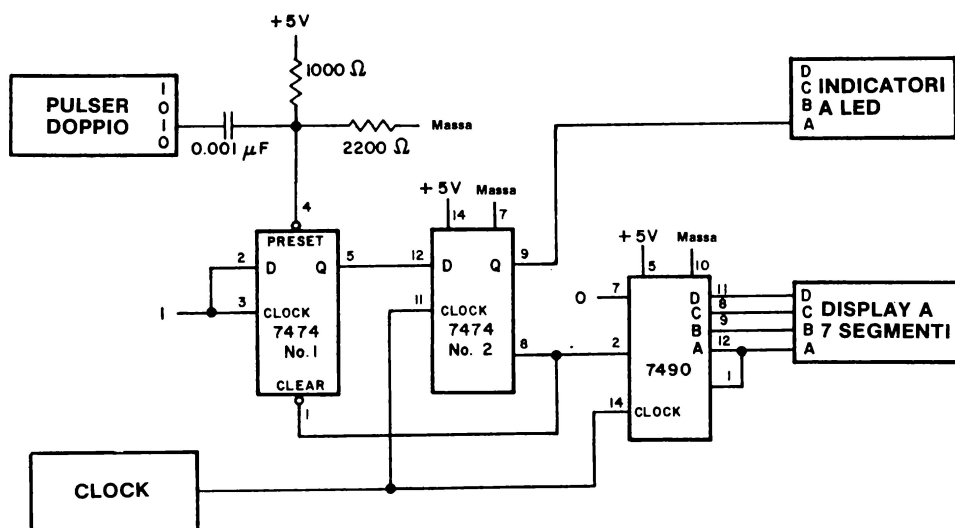 +5V
1000 Ω
PULSER
DOPPIO
1
0
1
0
0.001 µF
2200 Ω
Massa
D
C
B
A
INDICATORI
A LED
4
PRESET
2
D
Q
5
3
CLOCK
1
7474
No. 1
CLEAR
1
+5V
Massa
14
7
12
D
Q
9
11
CLOCK
7474
No. 2
8
+5V
Massa
5
10
0
7
2
D
C
B
A
11
8
9
12
1
7490
14
CLOCK
D
C
B
A
DISPLAY A
7 SEGMENTI
CLOCK